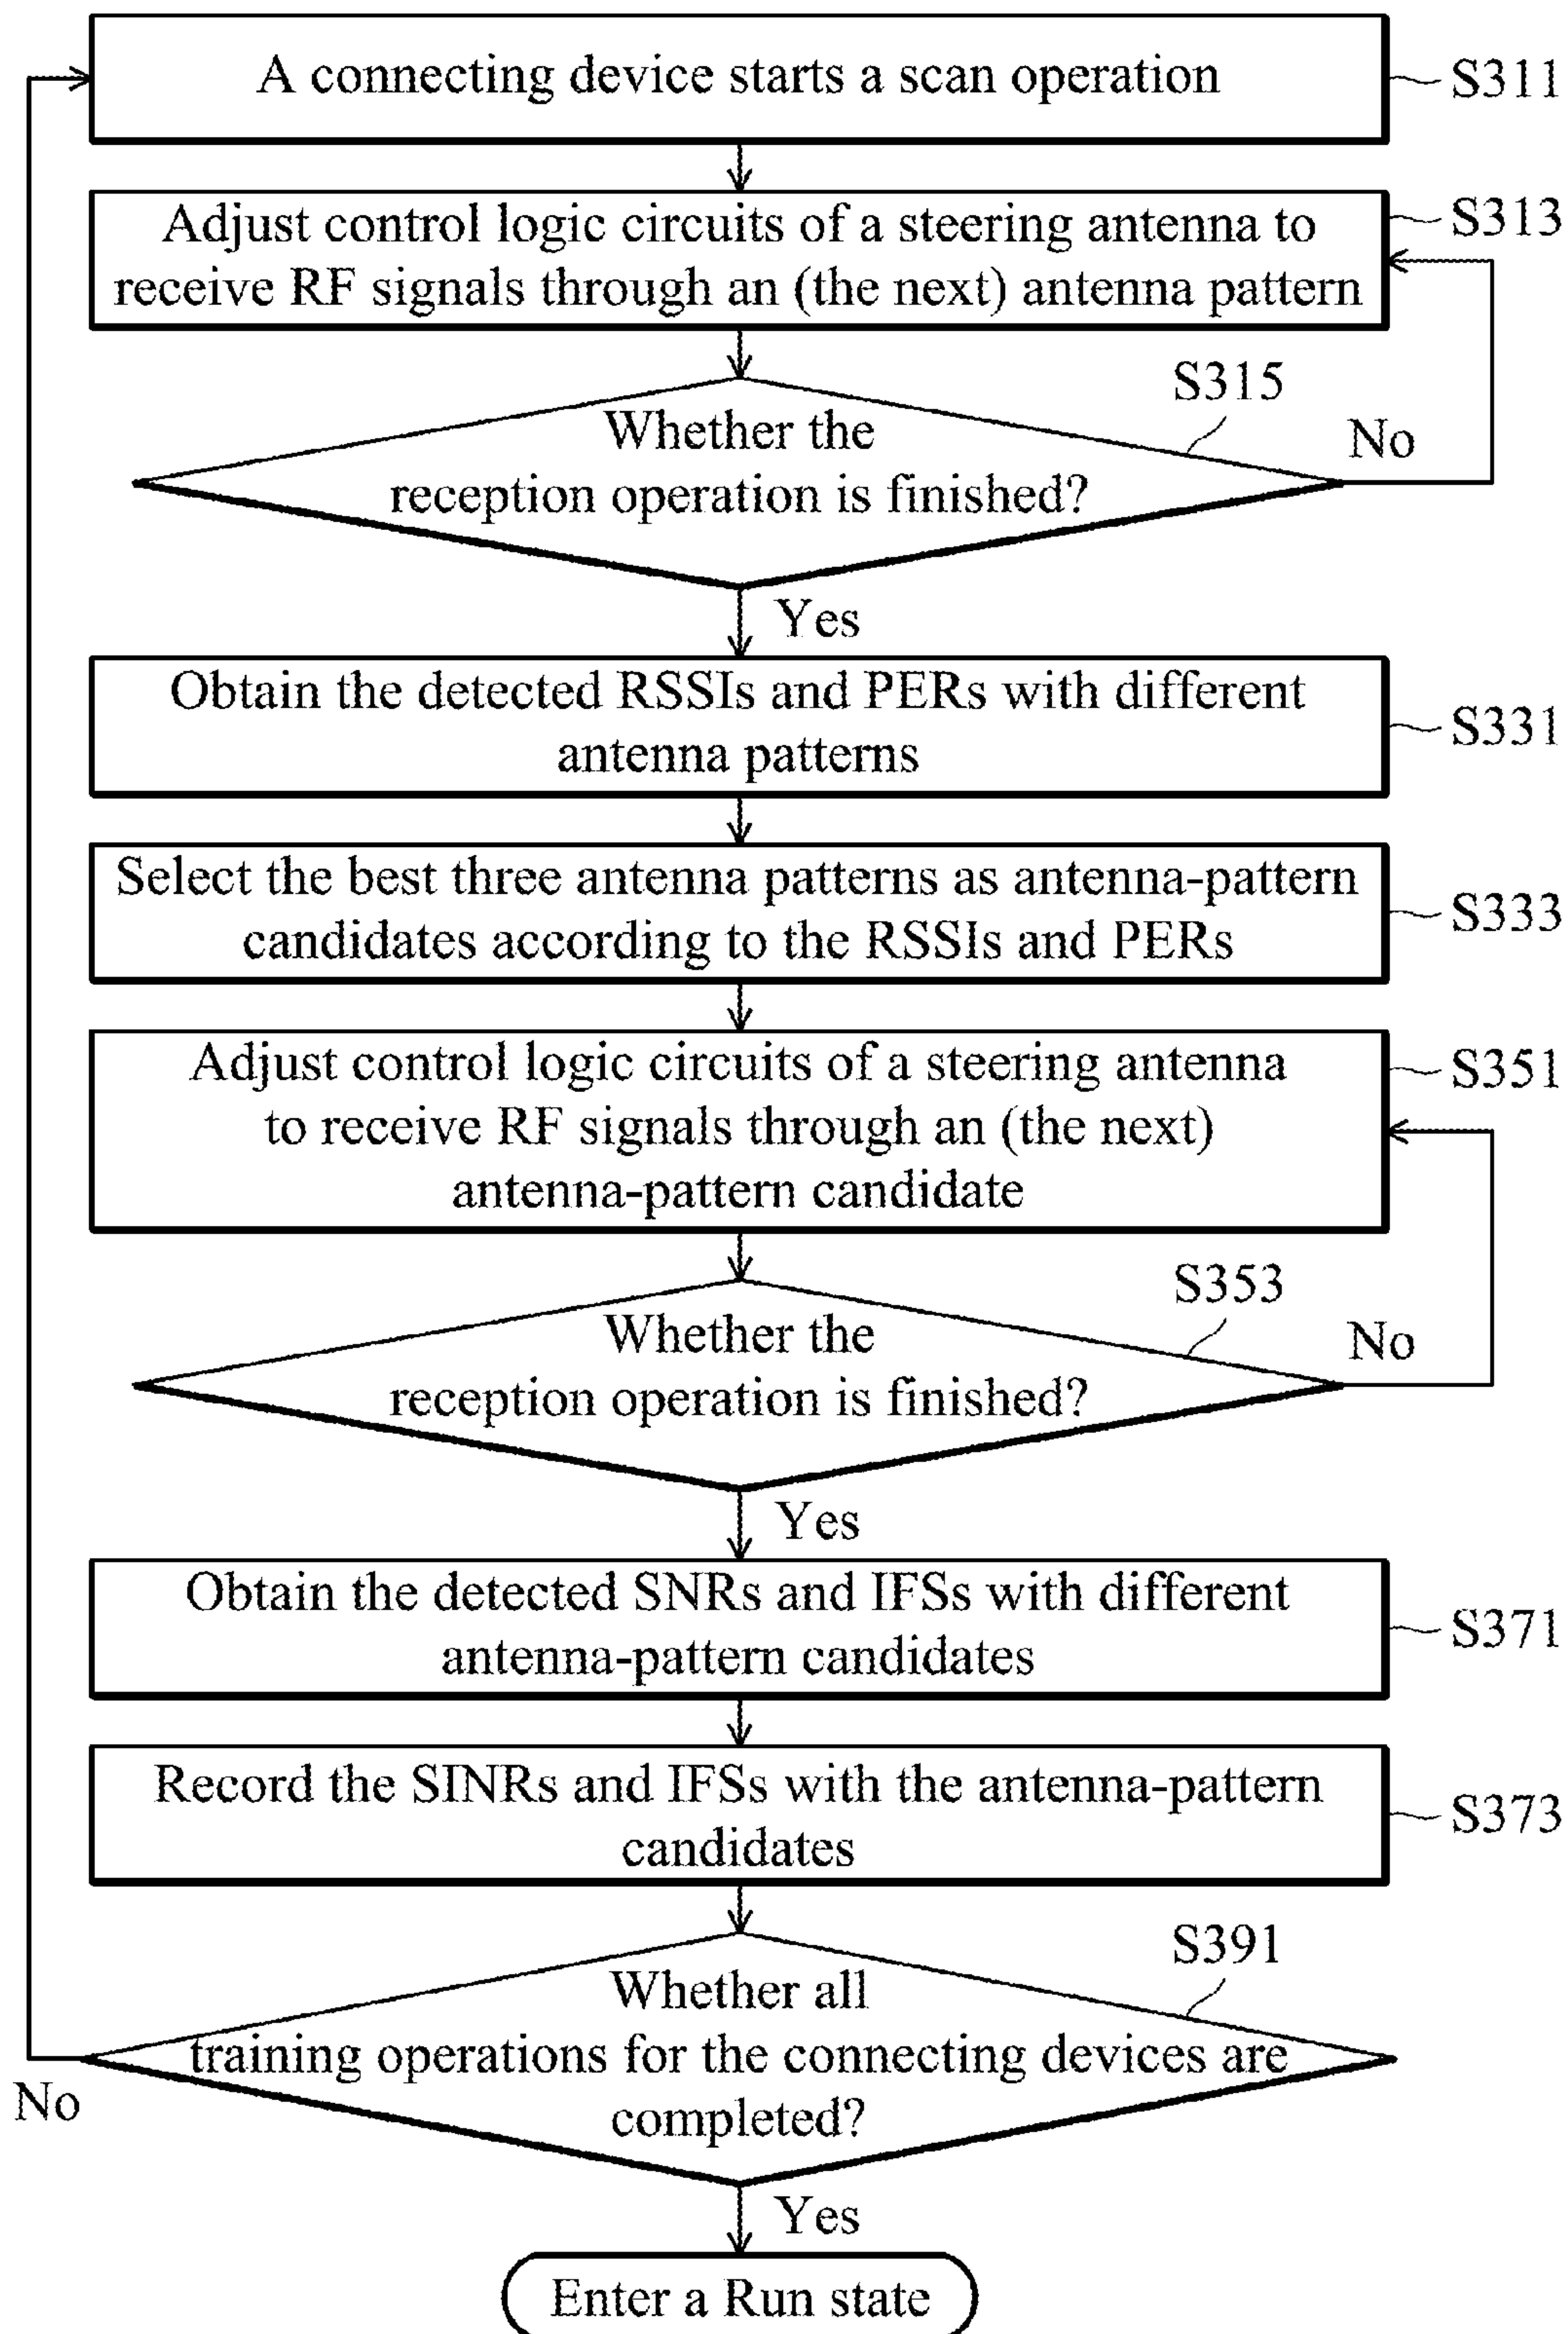 A connecting device starts a scan operation
S311
Adjust control logic circuits of a steering antenna to
receive RF signals through an (the next) antenna pattern
S313
S315
Whether the
reception operation is finished?
No
Yes
Obtain the detected RSSIs and PERs with different
antenna patterns
S331
Select the best three antenna patterns as antenna-pattern
candidates according to the RSSIs and PERs
S333
Adjust control logic circuits of a steering antenna
to receive RF signals through an (the next)
antenna-pattern candidate
S351
S353
Whether the
reception operation is finished?
No
Yes
Obtain the detected SNRs and IFSs with different
antenna-pattern candidates
S371
Record the SINRs and IFSs with the antenna-pattern
candidates
S373
S391
Whether all
training operations for the connecting devices are
completed?
No
Yes
Enter a Run state